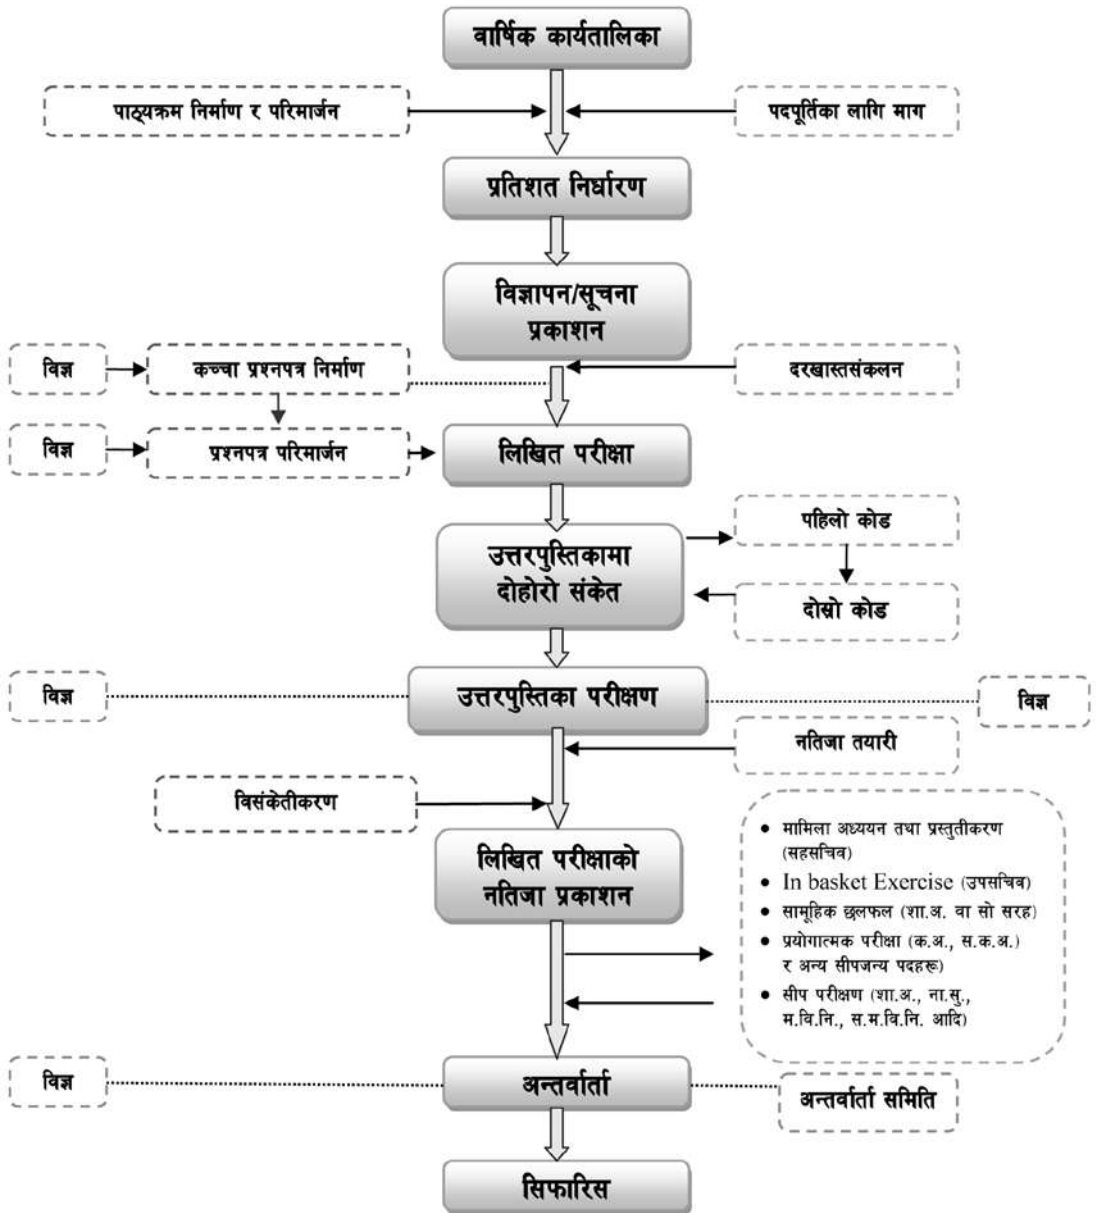 वार्षिक कार्यतालिका
पाठ्यक्रम निर्माण र परिमार्जन
पदपूर्तिका लागि माग
प्रतिशत निर्धारण
विज्ञापन/सूचना
प्रकाशन
विज्ञ
कच्चा प्रश्नपत्र निर्माण
दरखास्तसंकलन
विज्ञ
प्रश्नपत्र परिमार्जन
लिखित परीक्षा
पहिलो कोड
उत्तरपुस्तिकामा
दोहोरो संकेत
दोस्रो कोड
विज्ञ
उत्तरपुस्तिका परीक्षण
विज्ञ
नतिजा तयारी
विसंकेतीकरण
लिखित परीक्षाको
नतिजा प्रकाशन
• मामिला अध्ययन तथा प्रस्तुतीकरण
(सहसचिव)
• In basket Exercise (उपसचिव)
• सामूहिक छलफल (शा.अ. वा सो सरह)
• प्रयोगात्मक परीक्षा (क.अ., स.क.अ.)
र अन्य सीपजन्य पदहरू)
• सीप परीक्षण (शा.अ., ना.सु.,
म.वि.नि., स.म.वि.नि. आदि)
विज्ञ
अन्तर्वार्ता
अन्तर्वार्ता समिति
सिफारिस